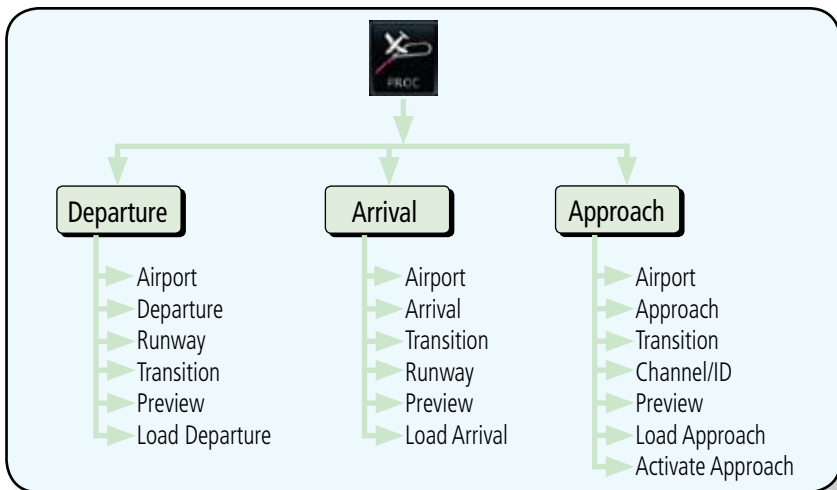 PROC
Departure
Airport
Departure
Runway
Transition
Preview
Load Departure
Arrival
Airport
Arrival
Transition
Runway
Preview
Load Arrival
Approach
Airport
Approach
Transition
Channel/ID
Preview
Load Approach
Activate Approach